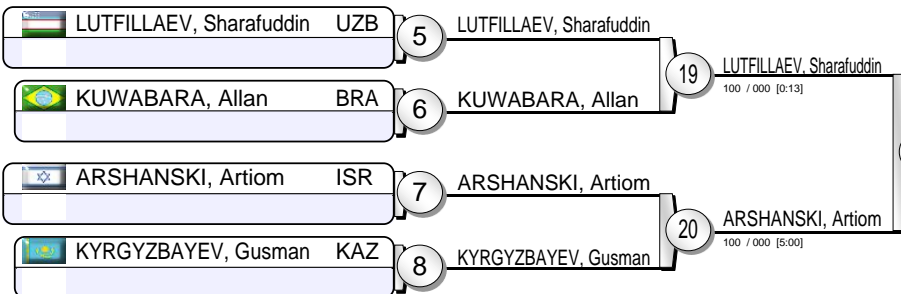 LUTFILLAEV, Sharafuddin UZB
5
LUTFILLAEV, Sharafuddin
19
LUTFILLAEV, Sharafuddin
100 / 000 [0:13]
KUWABARA, Allan BRA
6
KUWABARA, Allan
ARSHANSKI, Artiom ISR
7
ARSHANSKI, Artiom
20
ARSHANSKI, Artiom
100 / 000 [5:00]
KYRGYZBAYEV, Gusman KAZ
8
KYRGYZBAYEV, Gusman